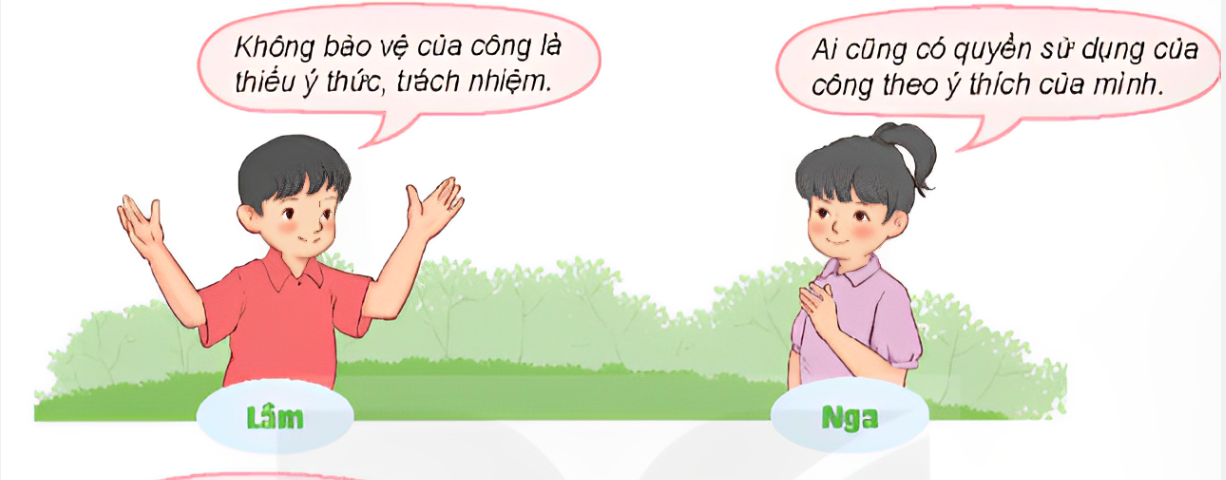 Không bảo vệ của công là
thiếu ý thức, trách nhiệm.
Ai cũng có quyền sử dụng của
công theo ý thích của mình.
Lâm
Nga